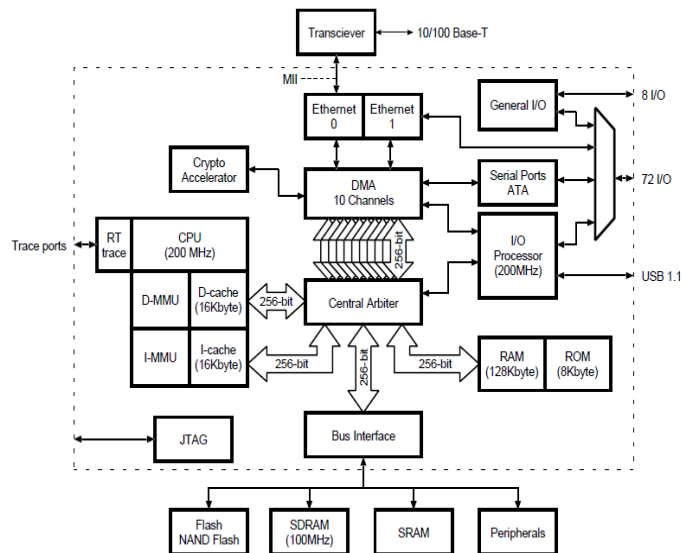 Transciever
10/100 Base-T
MII
Ethernet
0
Ethernet
1
General I/O
8 I/O
Crypto
Accelerator
DMA
10 Channels
Serial Ports
ATA
72 I/O
Trace ports
RT
trace
CPU
(200 MHz)
256-bit
I/O
Processor
(200MHz)
USB 1.1
D-MMU
D-cache
(16Kbyte)
256-bit
Central Arbiter
I-MMU
I-cache
(16Kbyte)
256-bit
256-bit
256-bit
RAM
(128Kbyte)
ROM
(8Kbyte)
JTAG
Bus Interface
Flash
NAND Flash
SDRAM
(100MHz)
SRAM
Peripherals